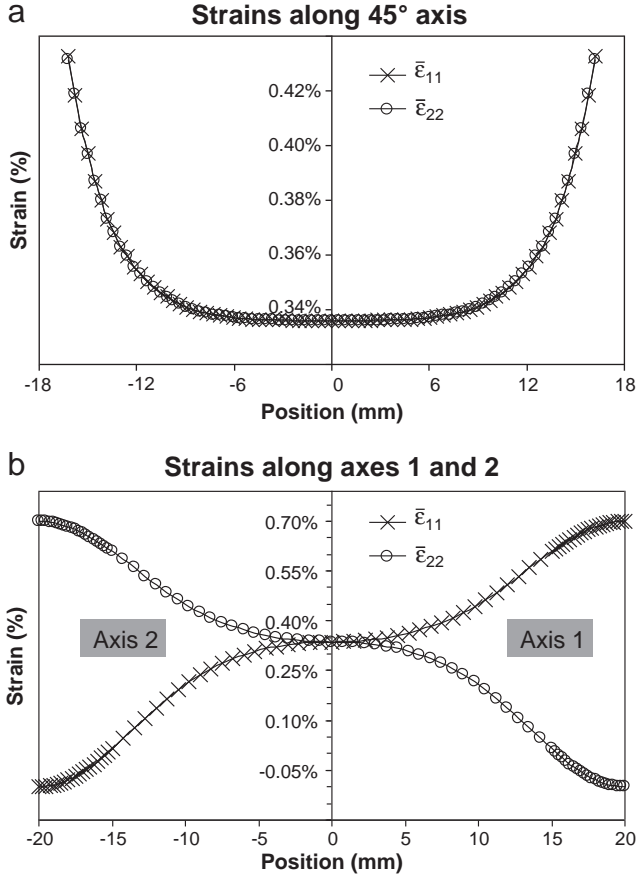 a
Strains along 45° axis
0.42%
0.40%
0.38%
0.36%
0.34%
ε̄11
ε̄22
Strain (%)
-18 -12 -6 0 6 12 18
Position (mm)
b
Strains along axes 1 and 2
0.70%
0.55%
0.40%
0.25%
0.10%
-0.05%
ε̄11
ε̄22
Axis 2
Axis 1
Strain (%)
-20 -15 -10 -5 0 5 10 15 20
Position (mm)